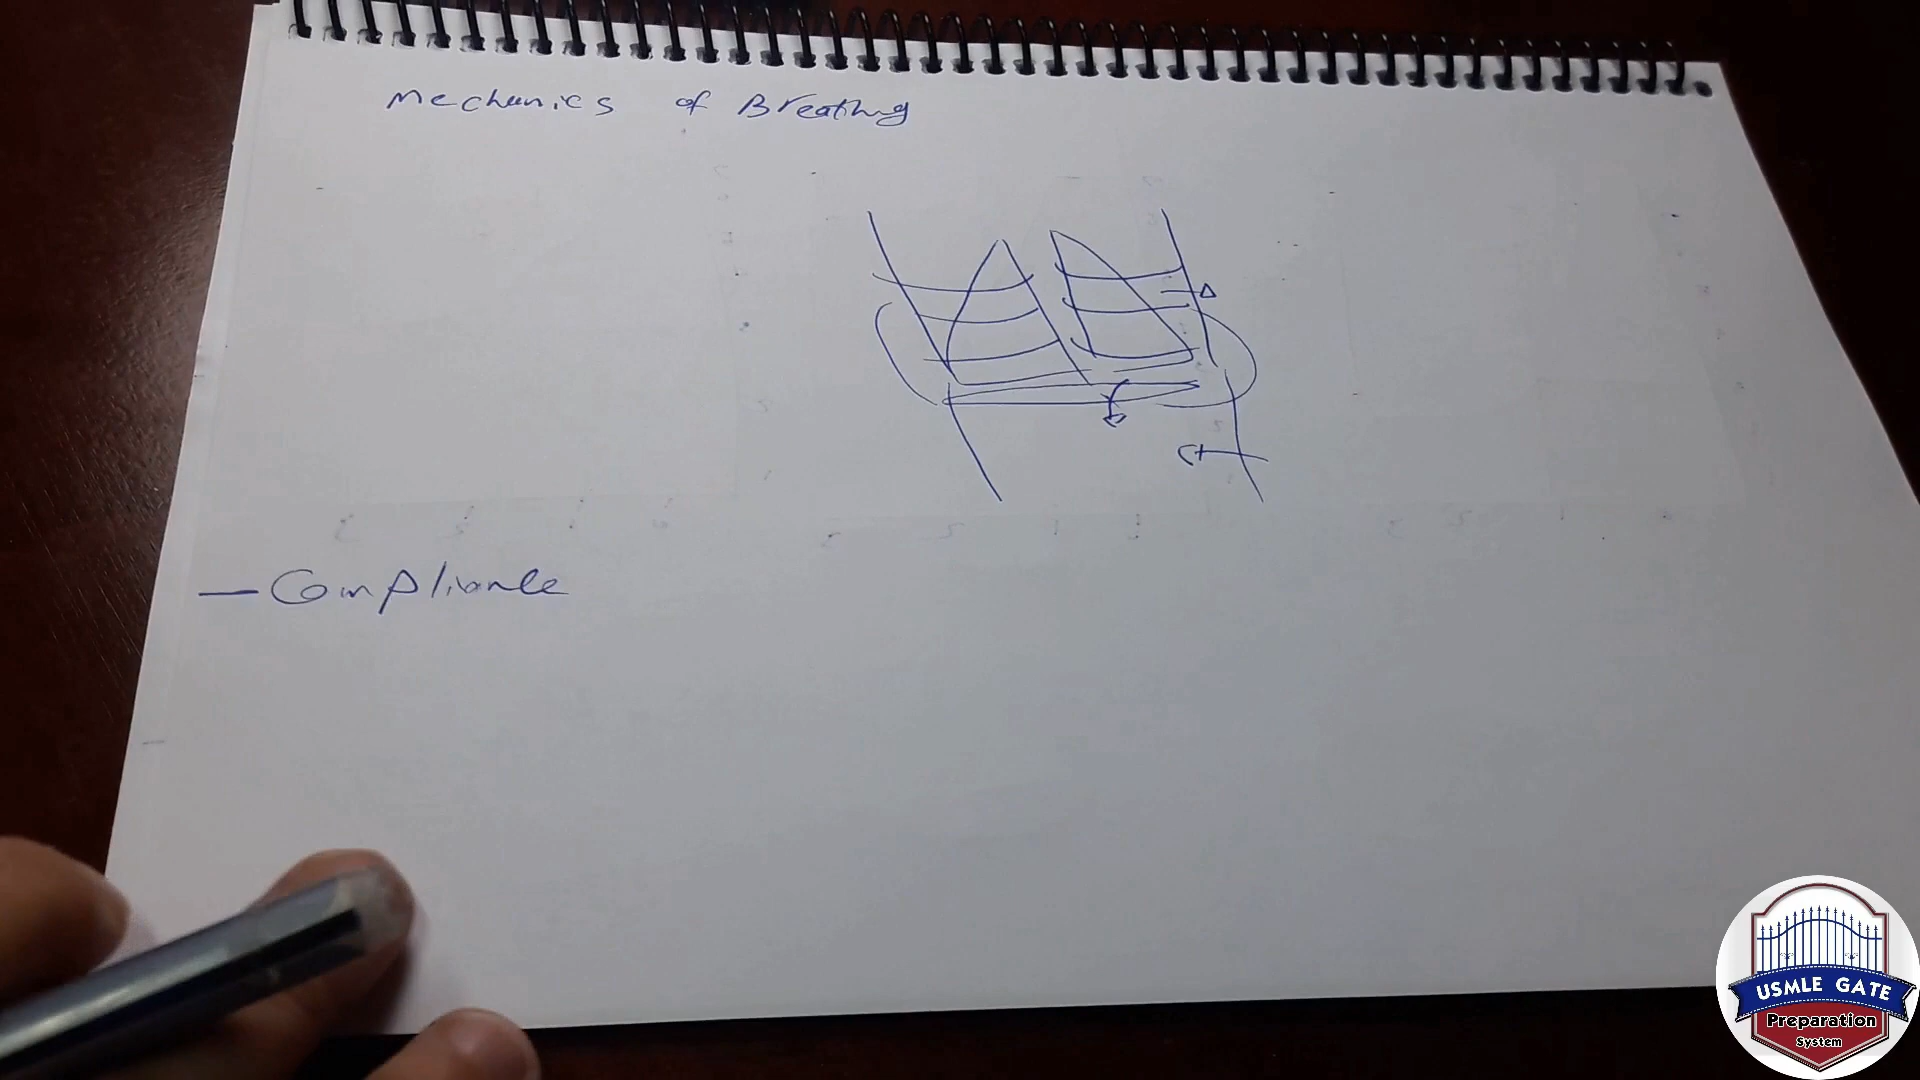 Mechanics of Breathing
— Compliance
USMLE GATE
Preparation
System